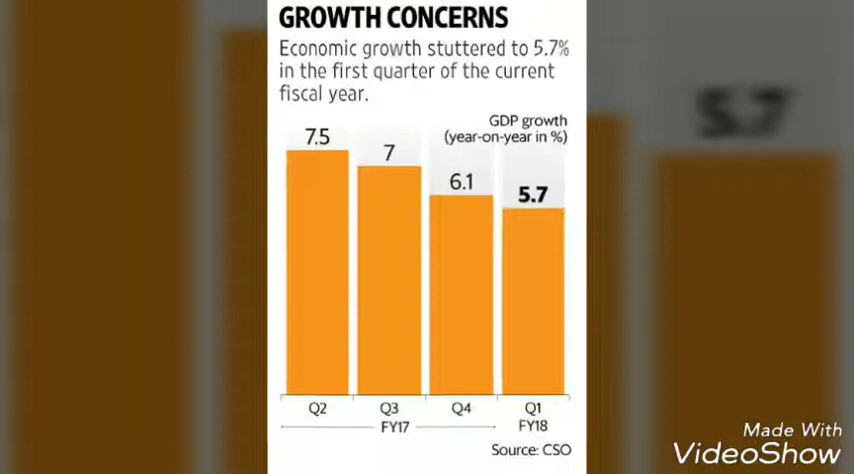 GROWTH CONCERNS
Economic growth stuttered to 5.7%
in the first quarter of the current
fiscal year.
GDP growth
(year-on-year in %)
7.5
7
6.1
5.7
5.7
Q2
Q3
Q4
Q1
FY17
FY18
Source: CSO
Made With
VideoShow